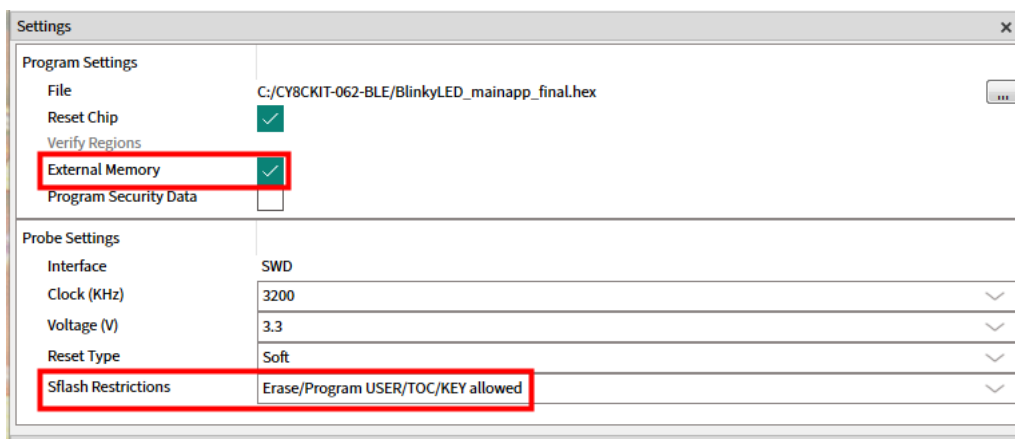 Settings
Program Settings
File C:/CY8CKIT-062-BLE/BlinkyLED_mainapp_final.hex ...
Reset Chip
Verify Regions
External Memory
Program Security Data
Probe Settings
Interface SWD
Clock (KHz) 3200
Voltage (V) 3.3
Reset Type Soft
Sflash Restrictions Erase/Program USER/TOC/KEY allowed